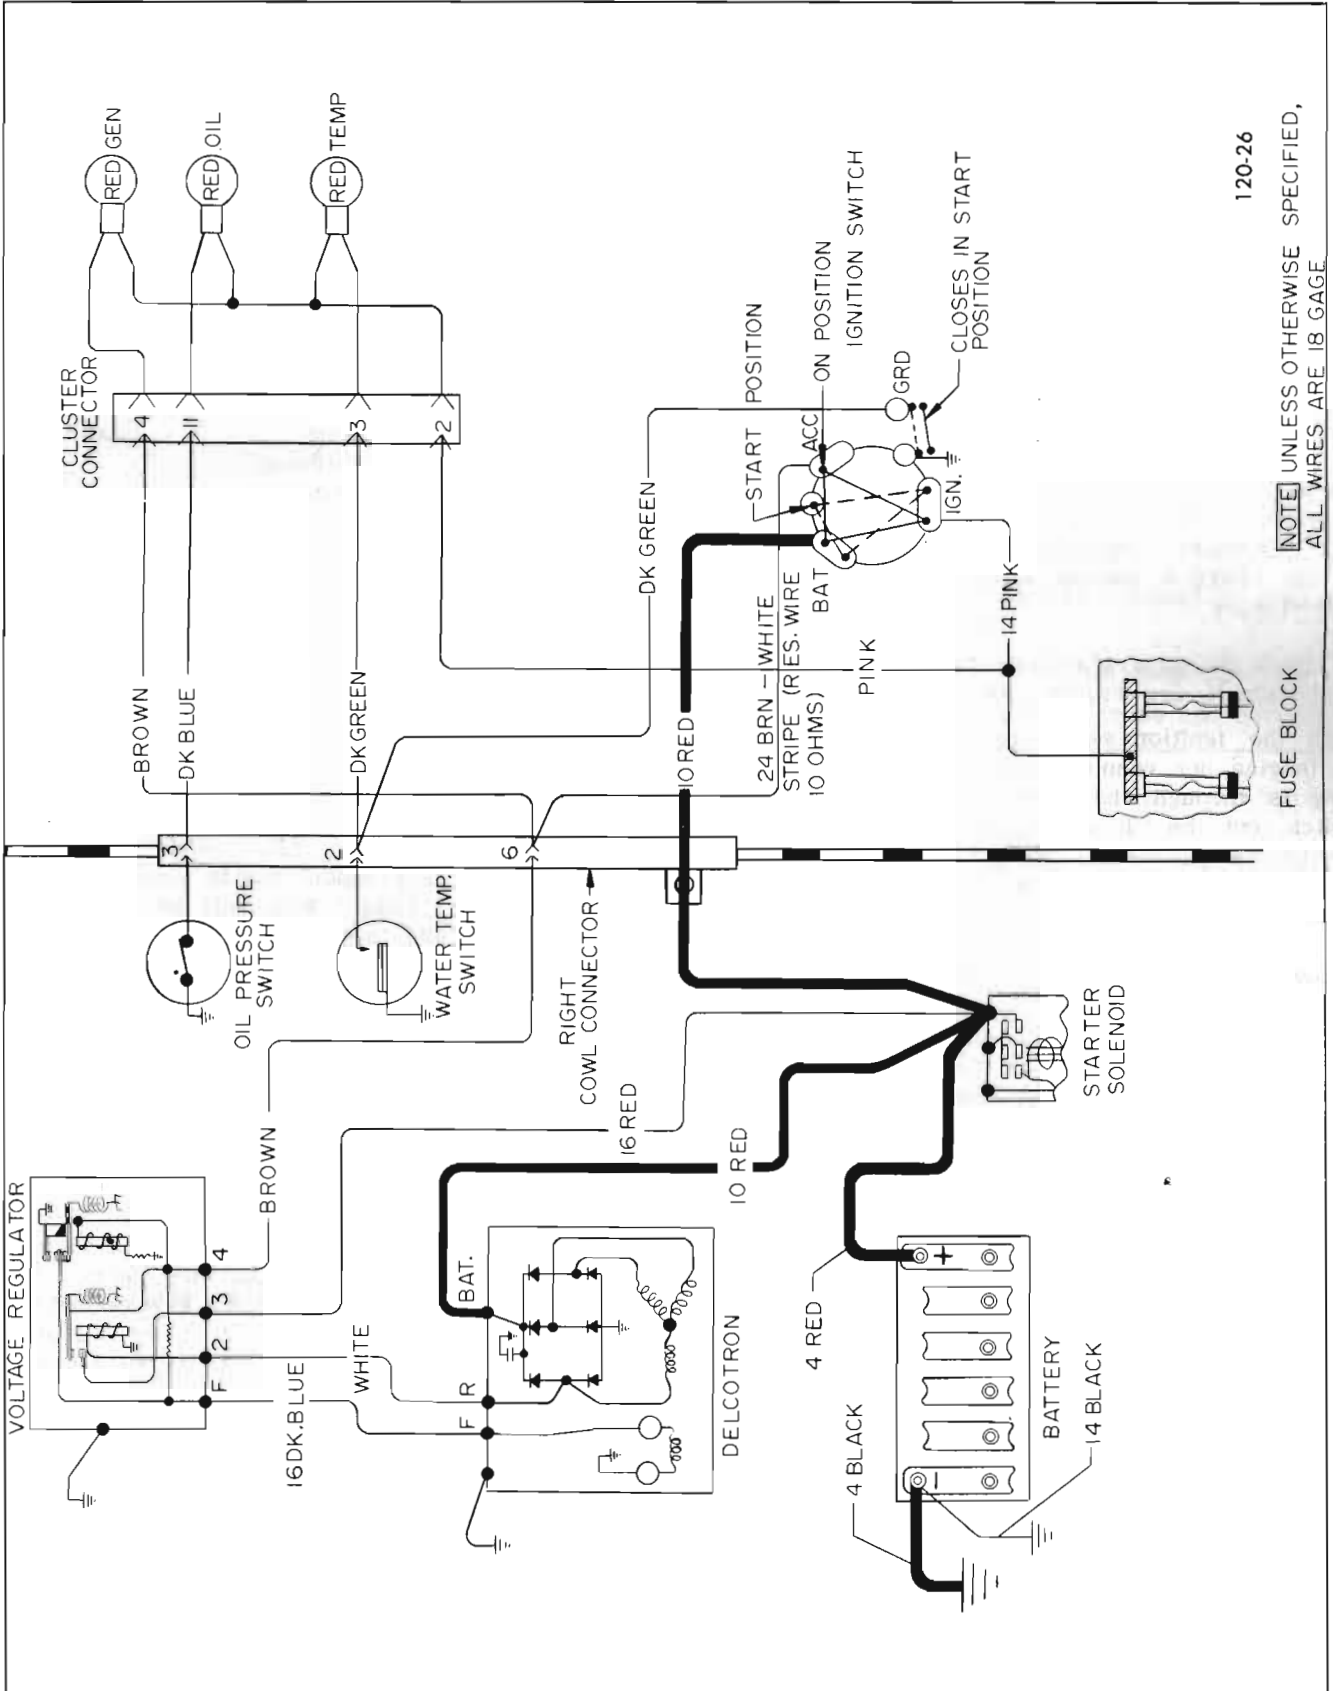 VOLTAGE REGULATOR
F
2
3
4
BROWN
16 DK.BLUE
WHITE
16 RED
10 RED
BAT.
R
F
DELCOTRON
4 RED
4 BLACK
14 BLACK
BATTERY
+
-
STARTER
SOLENOID
OIL PRESSURE
SWITCH
WATER TEMP.
SWITCH
RIGHT
COWL CONNECTOR
3
2
6
BROWN
DK BLUE
DK GREEN
DK GREEN
10 RED
24 BRN - WHITE
STRIPE (RES. WIRE
10 OHMS)
PINK
14 PINK
FUSE BLOCK
CLUSTER
CONNECTOR
4
11
3
2
RED GEN
RED OIL
RED TEMP
START POSITION
ON POSITION
IGNITION SWITCH
BAT
ACC
IGN.
GRD
CLOSES IN START
POSITION
120-26
NOTE UNLESS OTHERWISE SPECIFIED,
ALL WIRES ARE 18 GAGE